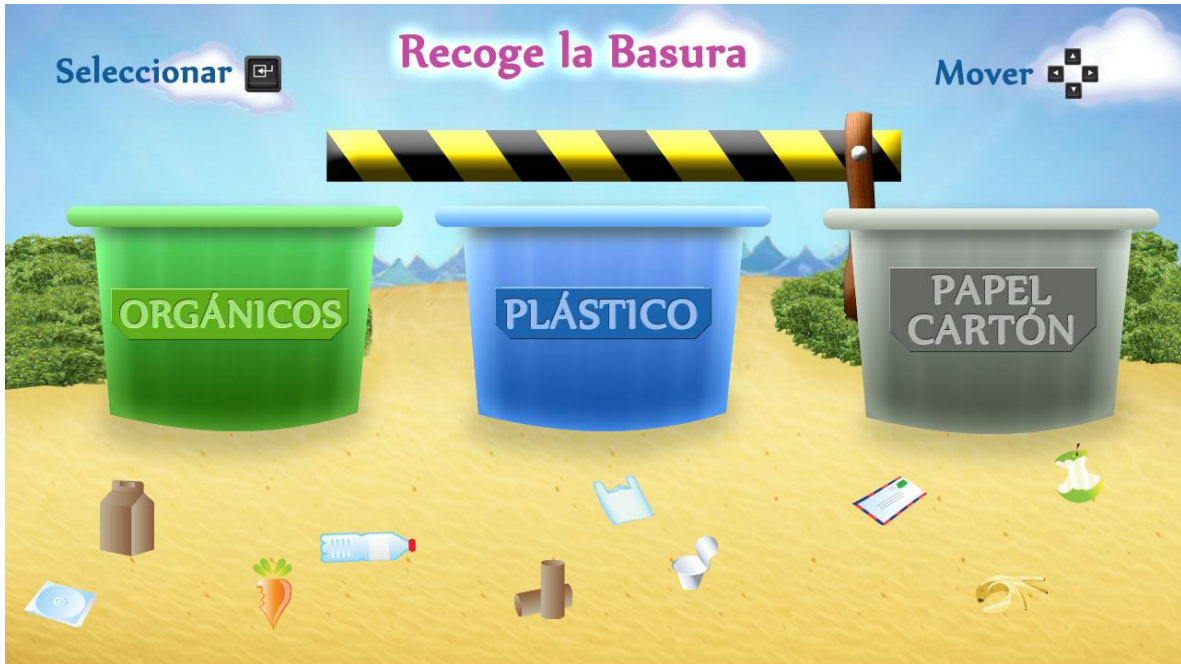 Recoge la Basura
Seleccionar
Mover
ORGÁNICOS
PLÁSTICO
PAPEL
CARTÓN